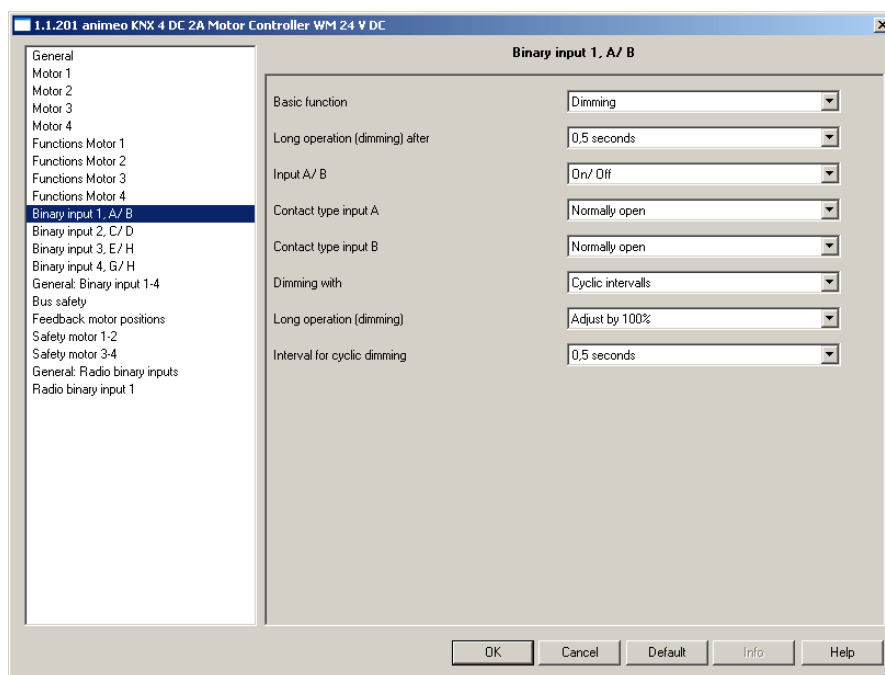 1.1.201 animeo KNX 4 DC 2A Motor Controller WM 24 V DC
General
Motor 1
Motor 2
Motor 3
Motor 4
Functions Motor 1
Functions Motor 2
Functions Motor 3
Functions Motor 4
Binary input 1, A/ B
Binary input 2, C/ D
Binary input 3, E/ H
Binary input 4, G/ H
General: Binary input 1-4
Bus safety
Feedback motor positions
Safety motor 1-2
Safety motor 3-4
General: Radio binary inputs
Radio binary input 1
Binary input 1, A/ B
Basic function Dimming
Long operation (dimming) after 0,5 seconds
Input A/ B On/ Off
Contact type input A Normally open
Contact type input B Normally open
Dimming with Cyclic intervalls
Long operation (dimming) Adjust by 100%
Interval for cyclic dimming 0,5 seconds
OK Cancel Default Info Help